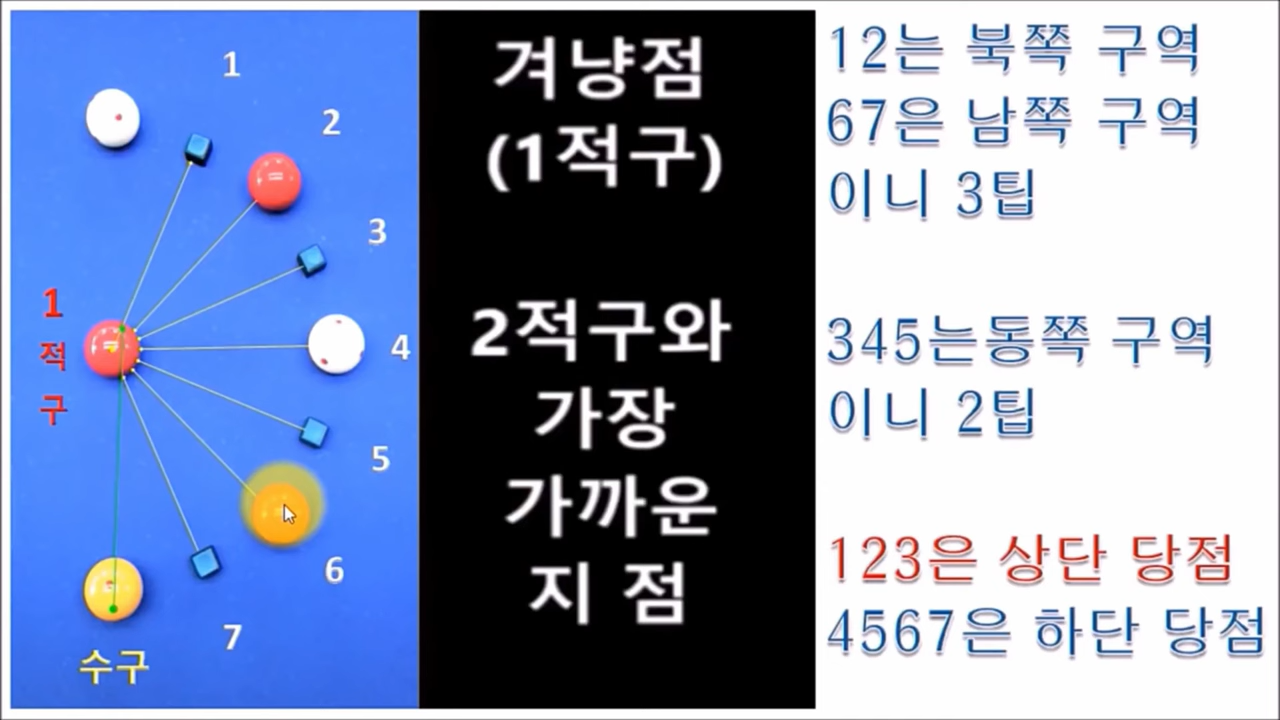 1
2
3
4
5
6
7
1
적
구
수구
겨냥점
(1적구)
2적구와
가장
가까운
지 점
12는 북쪽 구역
67은 남쪽 구역
이니 3팁
345는동쪽 구역
이니 2팁
123은 상단 당점
4567은 하단 당점